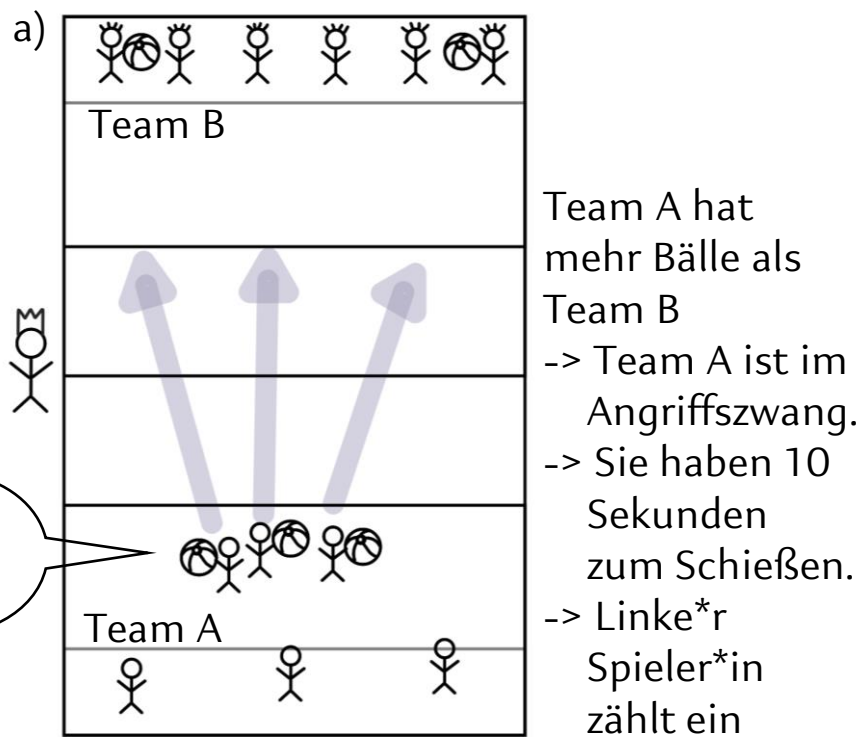 a)
Team B
Team A hat
mehr Bälle als
Team B
-> Team A ist im
Angriffszwang.
-> Sie haben 10
Sekunden
zum Schießen.
-> Linke*r
Spieler*in
zählt ein
Team A